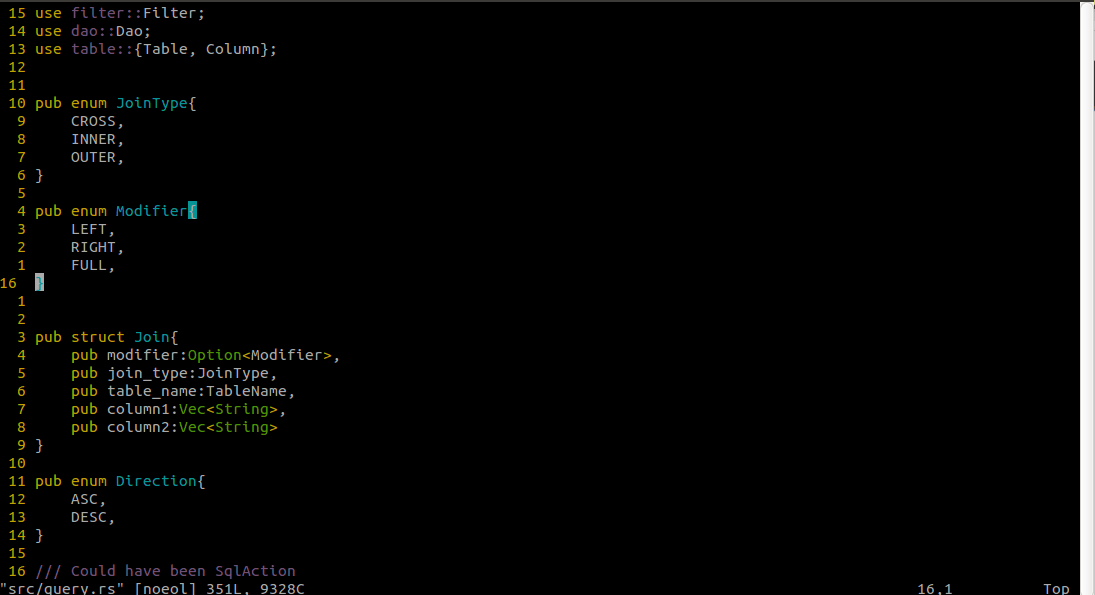 15 use filter::Filter;
14 use dao::Dao;
13 use table::{Table, Column};
12
11
10 pub enum JoinType{
9     CROSS,
8     INNER,
7     OUTER,
6 }
5
4 pub enum Modifier{
3     LEFT,
2     RIGHT,
1     FULL,
16  }
1
2
3 pub struct Join{
4     pub modifier:Option<Modifier>,
5     pub join_type:JoinType,
6     pub table_name:TableName,
7     pub column1:Vec<String>,
8     pub column2:Vec<String>
9 }
10
11 pub enum Direction{
12     ASC,
13     DESC,
14 }
15
16 /// Could have been SqlAction
"src/query.rs" [noeol] 351L, 9328C 16,1 Top